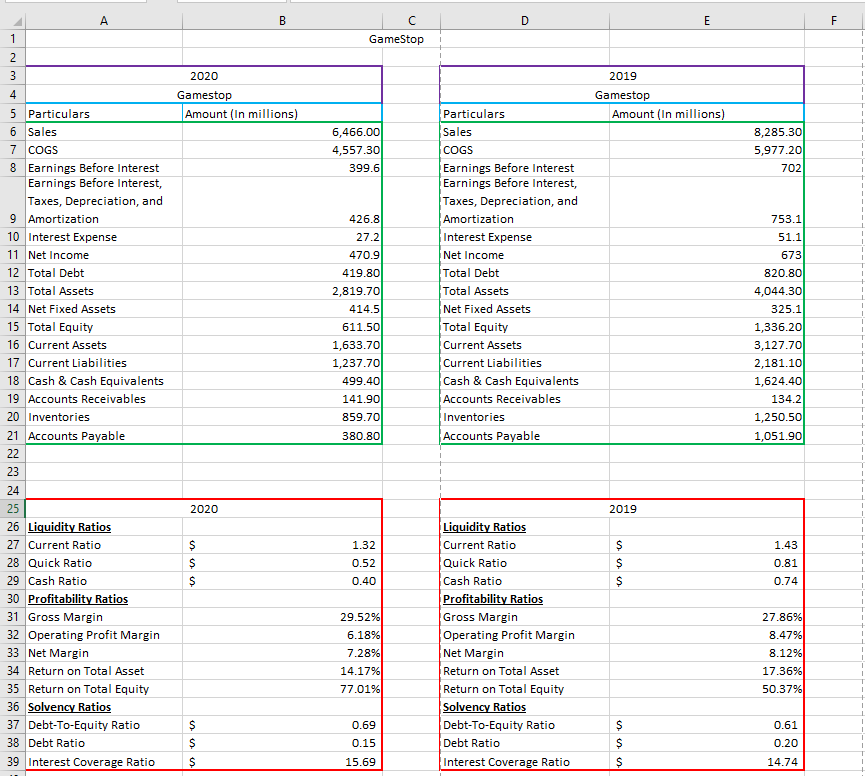 A B C D E F
1 GameStop
2
3 2020 2019
4 Gamestop Gamestop
5 Particulars Amount (In millions) Particulars Amount (In millions)
6 Sales 6,466.00 Sales 8,285.30
7 COGS 4,557.30 COGS 5,977.20
8 Earnings Before Interest 399.6 Earnings Before Interest 702
Earnings Before Interest, Earnings Before Interest,
Taxes, Depreciation, and Taxes, Depreciation, and
9 Amortization 426.8 Amortization 753.1
10 Interest Expense 27.2 Interest Expense 51.1
11 Net Income 470.9 Net Income 673
12 Total Debt 419.80 Total Debt 820.80
13 Total Assets 2,819.70 Total Assets 4,044.30
14 Net Fixed Assets 414.5 Net Fixed Assets 325.1
15 Total Equity 611.50 Total Equity 1,336.20
16 Current Assets 1,633.70 Current Assets 3,127.70
17 Current Liabilities 1,237.70 Current Liabilities 2,181.10
18 Cash & Cash Equivalents 499.40 Cash & Cash Equivalents 1,624.40
19 Accounts Receivables 141.90 Accounts Receivables 134.2
20 Inventories 859.70 Inventories 1,250.50
21 Accounts Payable 380.80 Accounts Payable 1,051.90
22
23
24
25 2020 2019
26 Liquidity Ratios Liquidity Ratios
27 Current Ratio $ 1.32 Current Ratio $ 1.43
28 Quick Ratio $ 0.52 Quick Ratio $ 0.81
29 Cash Ratio $ 0.40 Cash Ratio $ 0.74
30 Profitability Ratios Profitability Ratios
31 Gross Margin 29.52% Gross Margin 27.86%
32 Operating Profit Margin 6.18% Operating Profit Margin 8.47%
33 Net Margin 7.28% Net Margin 8.12%
34 Return on Total Asset 14.17% Return on Total Asset 17.36%
35 Return on Total Equity 77.01% Return on Total Equity 50.37%
36 Solvency Ratios Solvency Ratios
37 Debt-To-Equity Ratio $ 0.69 Debt-To-Equity Ratio $ 0.61
38 Debt Ratio $ 0.15 Debt Ratio $ 0.20
39 Interest Coverage Ratio $ 15.69 Interest Coverage Ratio $ 14.74